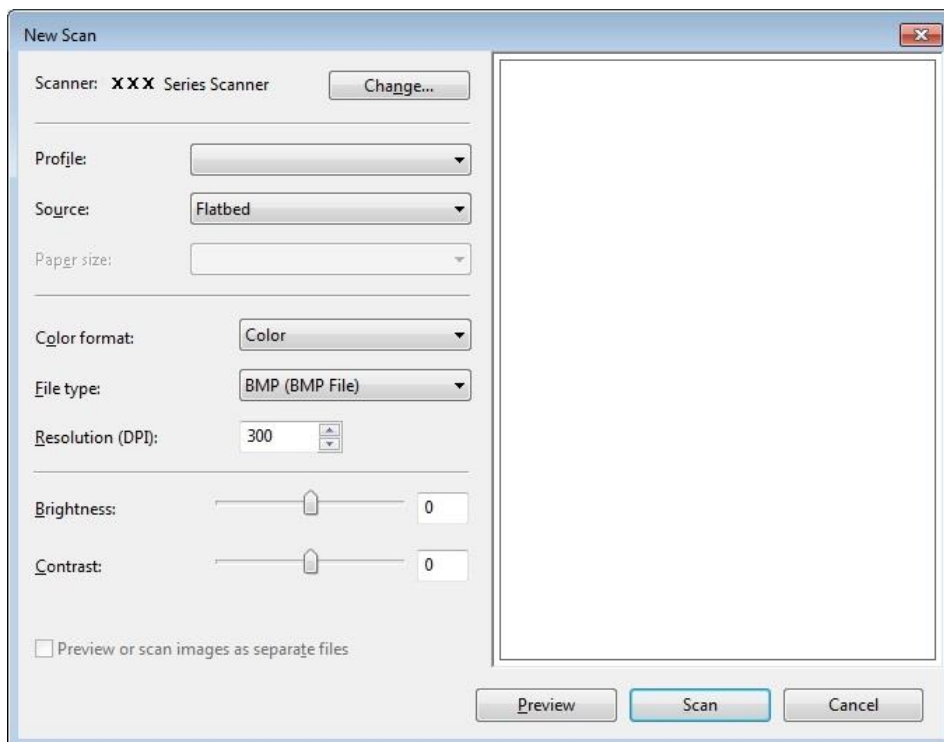 New Scan
Scanner: XXX Series Scanner Change...
Profile:
Source: Flatbed
Paper size:
Color format: Color
File type: BMP (BMP File)
Resolution (DPI): 300
Brightness: 0
Contrast: 0
Preview or scan images as separate files
Preview Scan Cancel